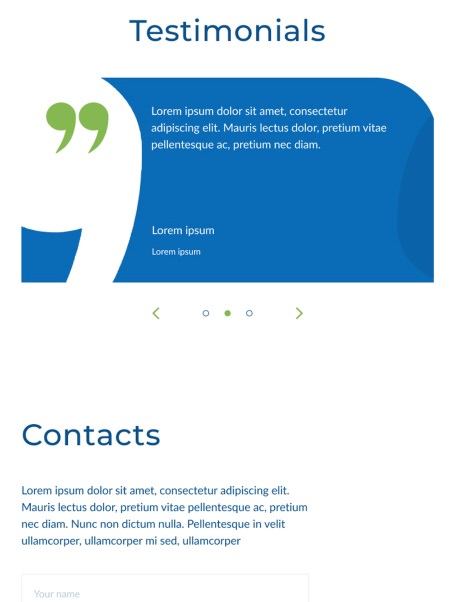 Testimonials
Lorem ipsum dolor sit amet, consectetur
adipiscing elit. Mauris lectus dolor, pretium vitae
pellentesque ac, pretium nec diam.
Lorem ipsum
Lorem ipsum
Contacts
Lorem ipsum dolor sit amet, consectetur adipiscing elit.
Mauris lectus dolor, pretium vitae pellentesque ac, pretium
nec diam. Nunc non dictum nulla. Pellentesque in velit
ullamcorper, ullamcorper mi sed, ullamcorper
Your name